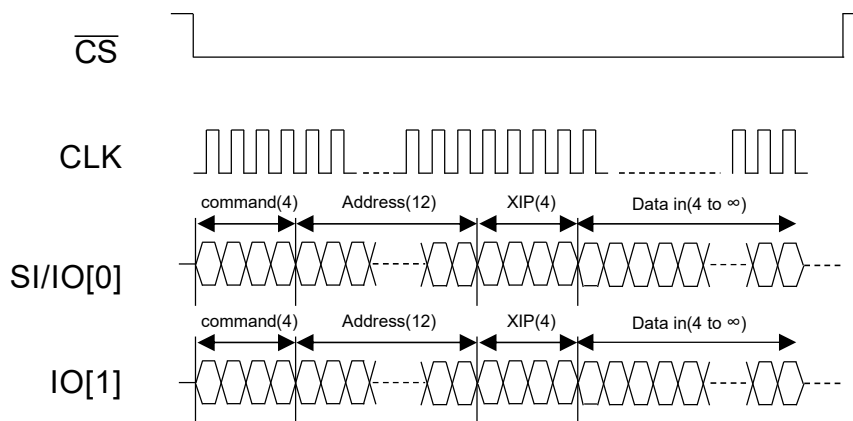 CS
CLK
command(4) Address(12) XIP(4) Data in(4 to ∞)
SI/IO[0]
command(4) Address(12) XIP(4) Data in(4 to ∞)
IO[1]